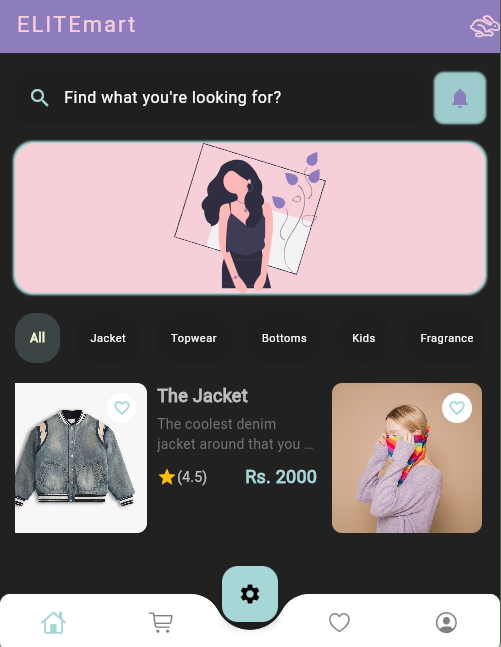 ELITEmart
Find what you're looking for?
All
Jacket
Topwear
Bottoms
Kids
Fragrance
The Jacket
The coolest denim
jacket around that you ...
(4.5)
Rs. 2000